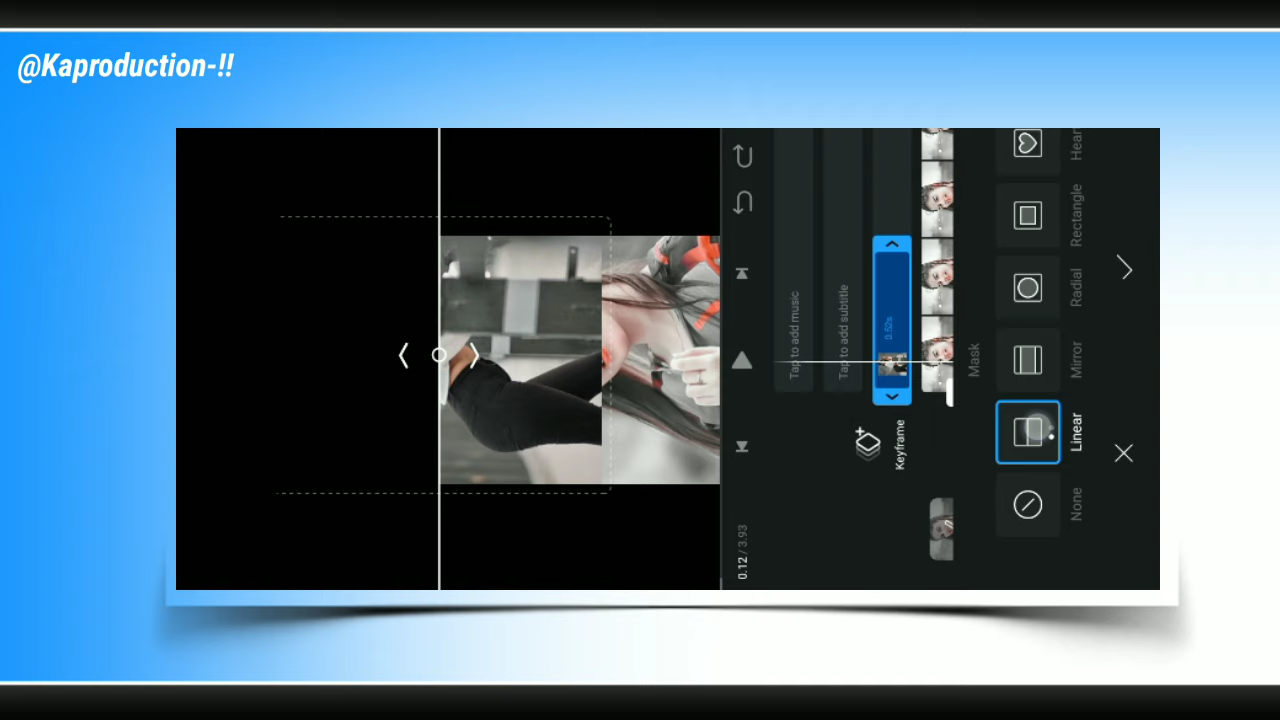 @Kaproduction-!!
0.12 / 3.93
Tap to add music
Tap to add subtitle
0.52s
Keyframe
Mask
None
Linear
Mirror
Radial
Rectangle
Hear